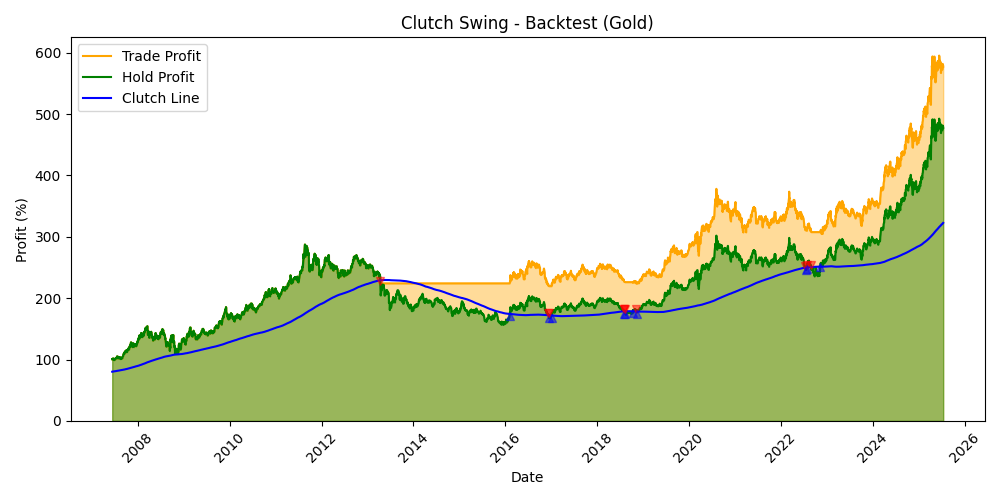 Clutch Swing - Backtest (Gold)
Trade Profit
Hold Profit
Clutch Line
Profit (%)
600
500
400
300
200
100
0
2008
2010
2012
2014
2016
2018
2020
2022
2024
2026
Date